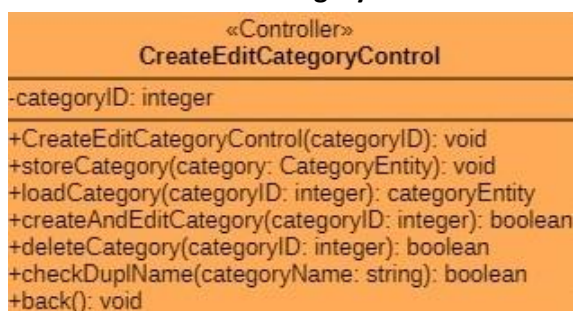 «Controller»
CreateEditCategoryControl
-categoryID: integer
+CreateEditCategoryControl(categoryID): void
+storeCategory(category: CategoryEntity): void
+loadCategory(categoryID: integer): categoryEntity
+createAndEditCategory(categoryID: integer): boolean
+deleteCategory(categoryID: integer): boolean
+checkDuplName(categoryName: string): boolean
+back(): void